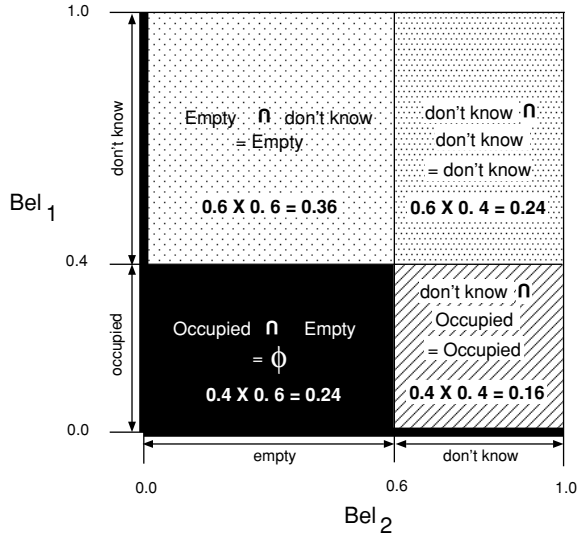 1.0
don't know
Empty ∩ don't know
= Empty
0.6 X 0. 6 = 0.36
don't know ∩
don't know
= don't know
0.6 X 0. 4 = 0.24
Bel 1
0.4
occupied
Occupied ∩ Empty
= ϕ
0.4 X 0. 6 = 0.24
don't know ∩
Occupied
= Occupied
0.4 X 0. 4 = 0.16
0.0
empty
don't know
0.0
0.6
1.0
Bel 2